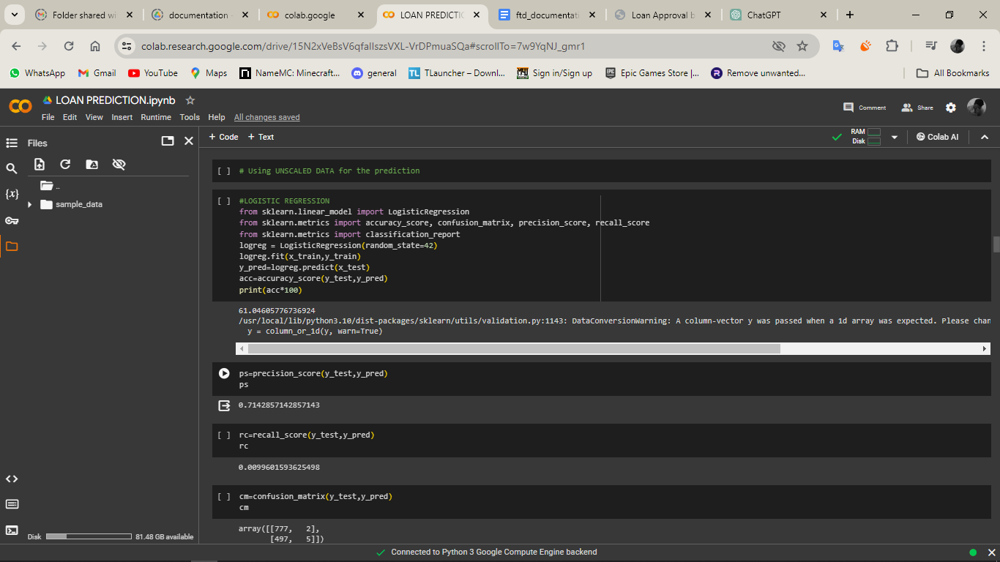 Folder shared wi
documentation -
colab.google
LOAN PREDICTIO
ftd_documentati
Loan Approval b
ChatGPT
colab.research.google.com/drive/15N2xVeBsV6qfaIIszsVXL-VrDPmuaSQa#scrollTo=7w9YqNJ_gmr1
WhatsApp
Gmail
YouTube
Maps
NameMC: Minecraft...
general
TLauncher – Downl...
Sign in/Sign up
Epic Games Store |...
Remove unwanted...
All Bookmarks
LOAN PREDICTION.ipynb
File Edit View Insert Runtime Tools Help All changes saved
Comment
Share
Files
+ Code + Text
RAM
Disk
Colab AI
..
sample_data
[ ] # Using UNSCALED DATA for the prediction
[ ] #LOGISTIC REGRESSION
from sklearn.linear_model import LogisticRegression
from sklearn.metrics import accuracy_score, confusion_matrix, precision_score, recall_score
from sklearn.metrics import classification_report
logreg = LogisticRegression(random_state=42)
logreg.fit(x_train,y_train)
y_pred=logreg.predict(x_test)
acc=accuracy_score(y_test,y_pred)
print(acc*100)
61.04605776736924
/usr/local/lib/python3.10/dist-packages/sklearn/utils/validation.py:1143: DataConversionWarning: A column-vector y was passed when a 1d array was expected. Please chan
y = column_or_1d(y, warn=True)
ps=precision_score(y_test,y_pred)
ps
0.7142857142857143
[ ] rc=recall_score(y_test,y_pred)
rc
0.0099601593625498
[ ] cm=confusion_matrix(y_test,y_pred)
cm
array([[777,   2],
[497,   5]])
Disk
81.48 GB available
Connected to Python 3 Google Compute Engine backend